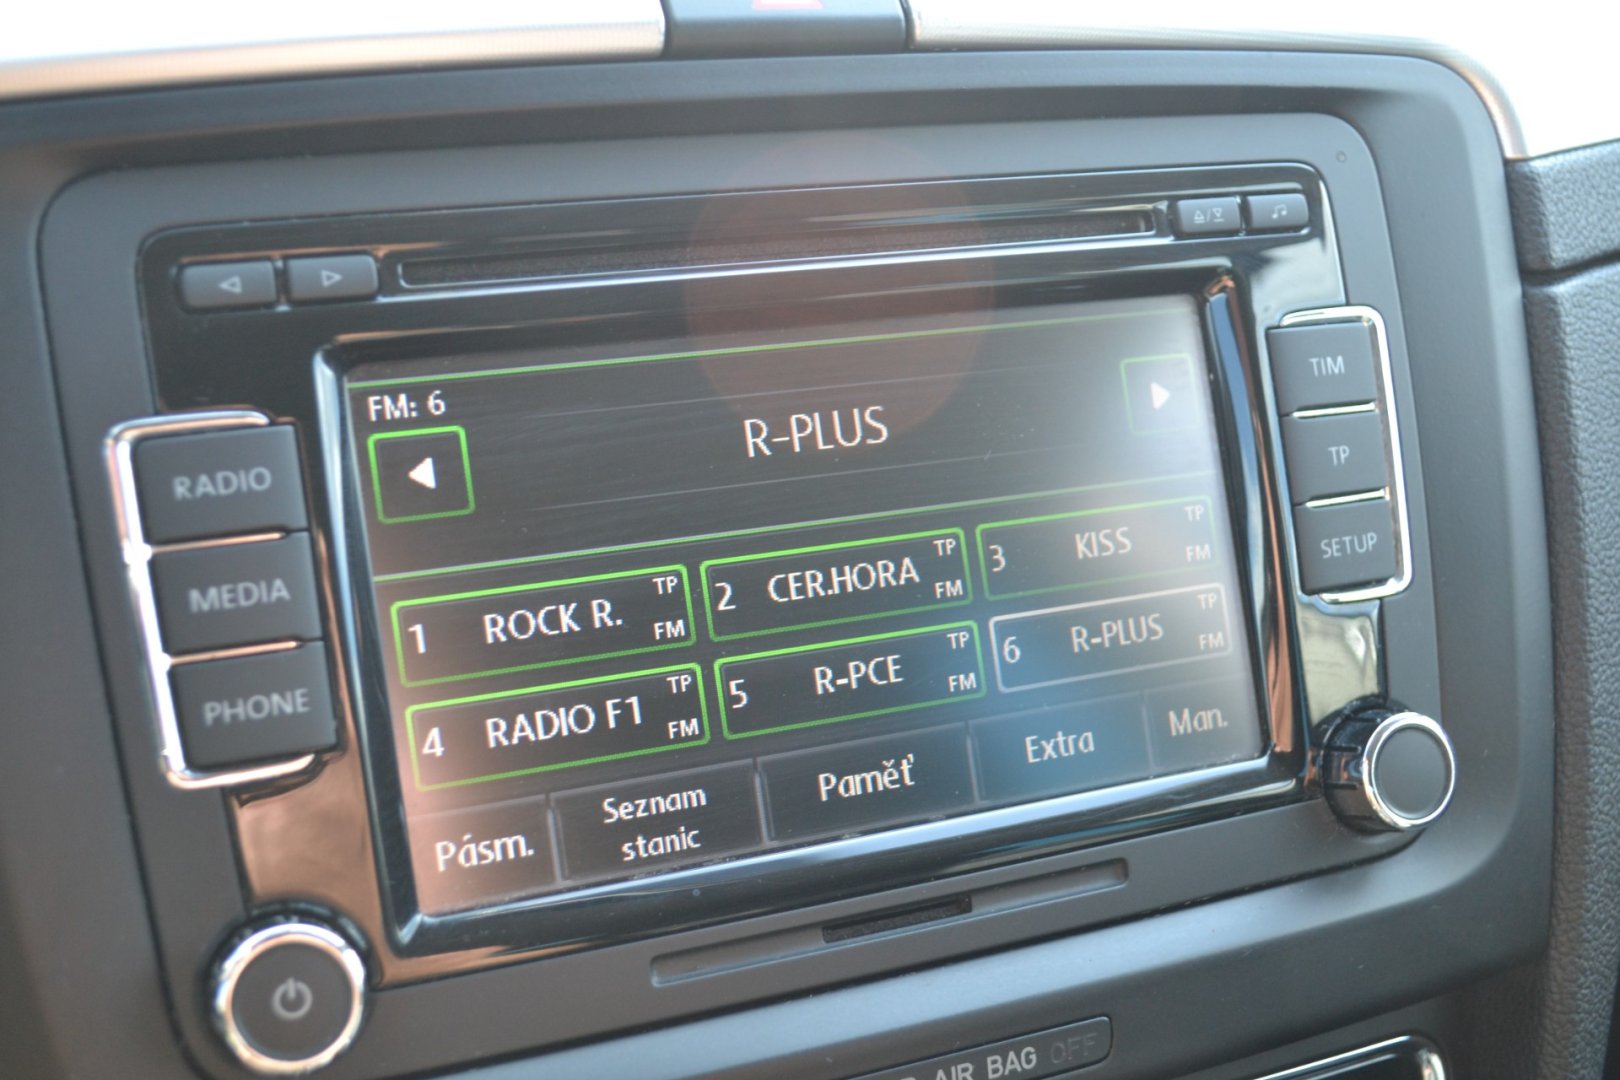 FM: 6
R-PLUS
RADIO
MEDIA
PHONE
TIM
TP
SETUP
1 ROCK R. TP FM
2 CER.HORA TP FM
3 KISS TP FM
4 RADIO F1 TP FM
5 R-PCE TP FM
6 R-PLUS TP FM
Pásm.
Seznam
stanic
Paměť
Extra
Man.
AIR BAG OFF